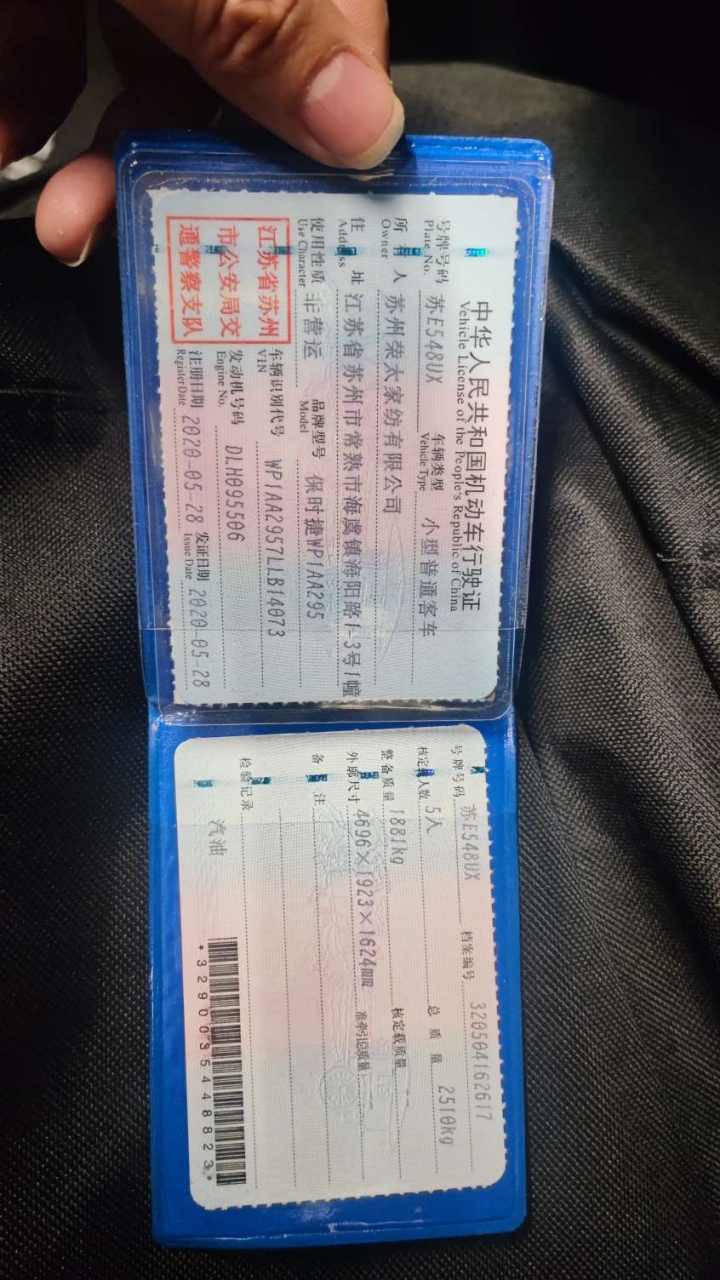 中华人民共和国机动车行驶证
Vehicle License of the People's Republic of China
号牌号码 苏E548UX 车辆类型 小型普通客车
Plate No. Vehicle Type
所有人 苏州荣太家纺有限公司
Owner
住址 江苏省苏州市常熟市海虞镇海阳路1-3号1幢
Address
使用性质 非营运 品牌型号 保时捷WP1AA295
Use Character Model
江苏省苏州
市公安局交
通警察支队
车辆识别代号 WP1AA2957LLB14073
VIN
发动机号码 DLH095506
Engine No.
注册日期 2020-05-28 发证日期 2020-05-28
Register Date Issue Date
号牌号码 苏E548UX 档案编号 320504162617
核定载人数 5人 总质量 2510kg
整备质量 1881kg 核定载质量
外廓尺寸 4696×1923×1624mm 准牵引总质量
备注
检验记录
汽油
*3290035448823*